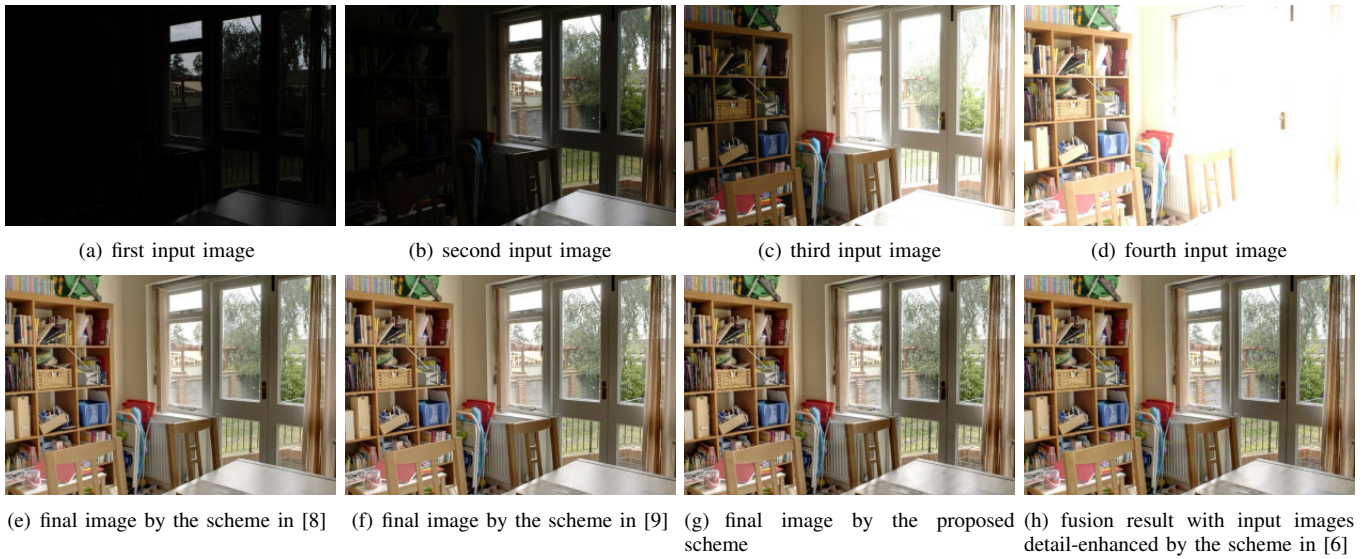 (a) first input image
(b) second input image
(c) third input image
(d) fourth input image
(e) final image by the scheme in [8]
(f) final image by the scheme in [9]
(g) final image by the proposed
scheme
(h) fusion result with input images
detail-enhanced by the scheme in [6]